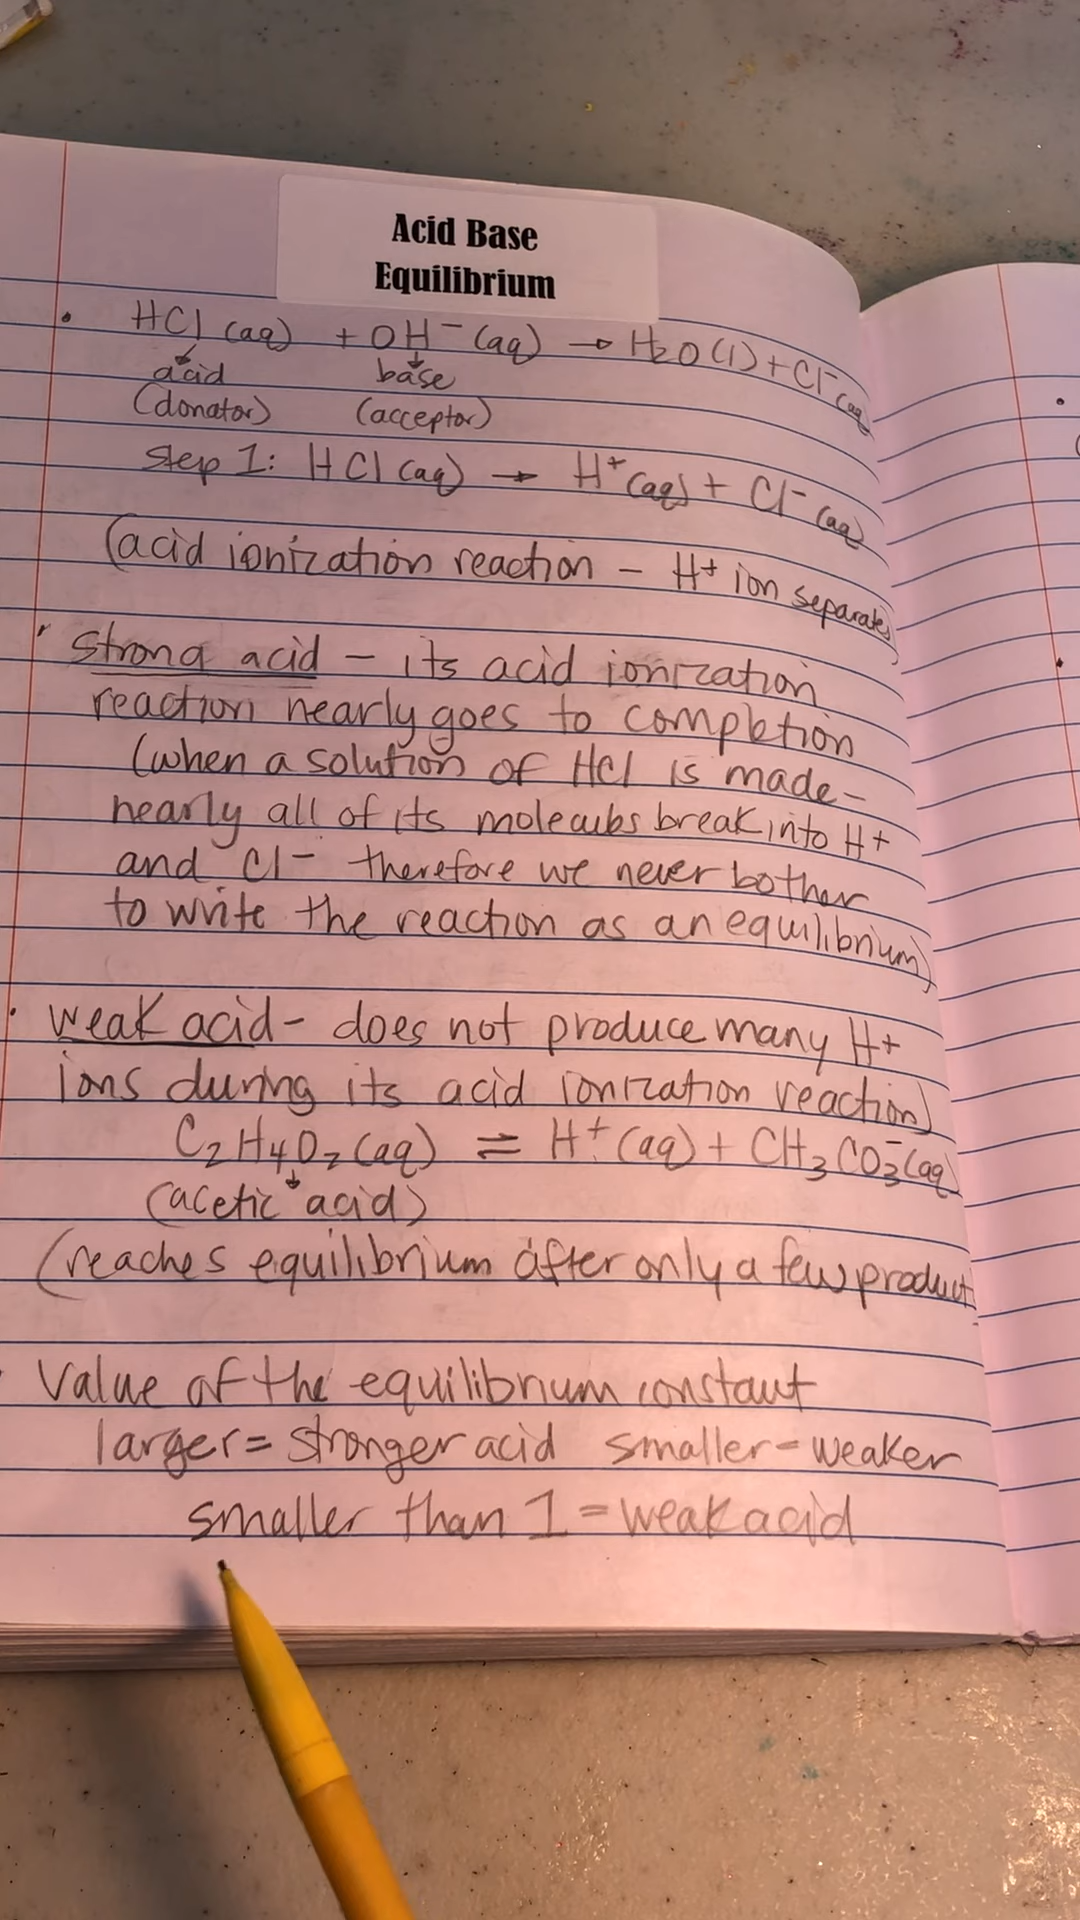 Acid Base
Equilibrium
• HCl (aq) + OH⁻ (aq) → H₂O (l) + Cl⁻ (aq)
acid base
(donator) (acceptor)
step 1: HCl (aq) → H⁺ (aq) + Cl⁻ (aq)
(acid ionization reaction – H⁺ ion separates
• strong acid – its acid ionization
reaction nearly goes to completion
(when a solution of HCl is made –
nearly all of its molecules break into H+
and Cl- therefore we never bother
to write the reaction as an equilibrium)
• weak acid – does not produce many H+
ions during its acid ionization reaction)
C₂H₄O₂ (aq) ⇌ H⁺ (aq) + CH₃CO₃⁻ (aq)
(acetic acid)
(reaches equilibrium after only a few product
• Value of the equilibrium constant
larger = stronger acid smaller = weaker
smaller than 1 = weak acid